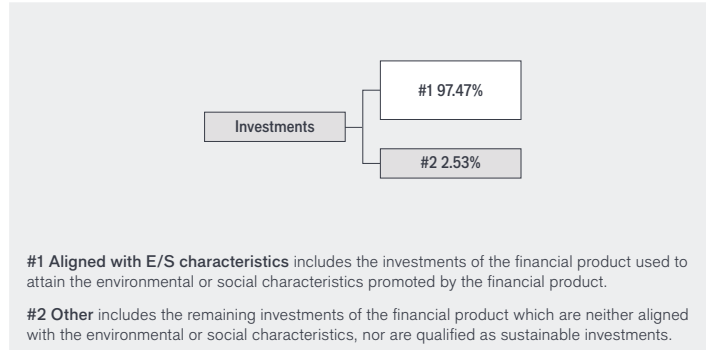 #1 97.47%
Investments
#2 2.53%
#1 Aligned with E/S characteristics includes the investments of the financial product used to
attain the environmental or social characteristics promoted by the financial product.
#2 Other includes the remaining investments of the financial product which are neither aligned
with the environmental or social characteristics, nor are qualified as sustainable investments.